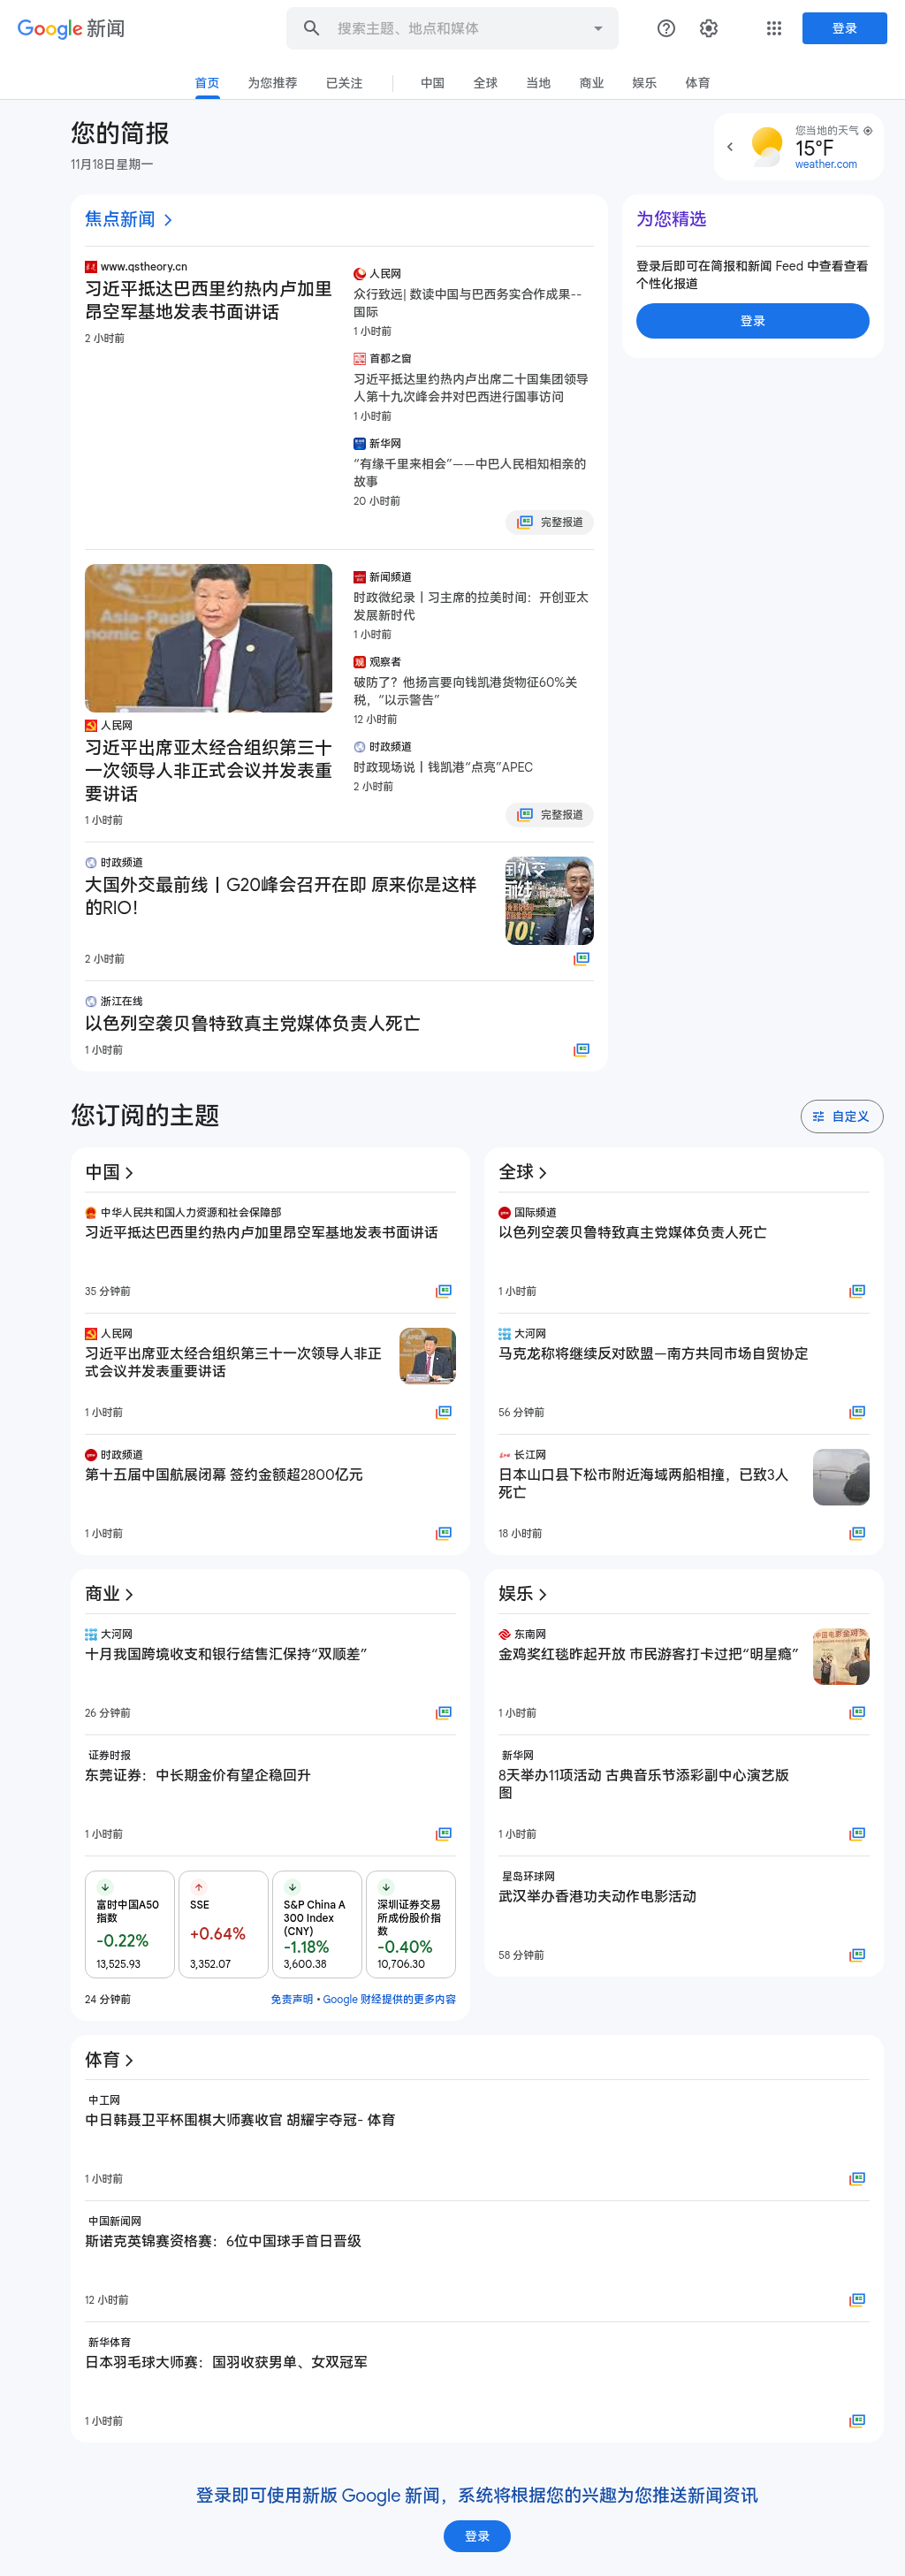 Google 新闻
搜索主题、地点和媒体
登录
首页
为您推荐
已关注
中国
全球
当地
商业
娱乐
体育
您的简报
11月18日星期一
您当地的天气
15°F
weather.com
焦点新闻
www.qstheory.cn
习近平抵达巴西里约热内卢加里
昂空军基地发表书面讲话
2 小时前
人民网
众行致远| 数读中国与巴西务实合作成果--
国际
1 小时前
首都之窗
习近平抵达里约热内卢出席二十国集团领导
人第十九次峰会并对巴西进行国事访问
1 小时前
新华网
“有缘千里来相会”——中巴人民相知相亲的
故事
20 小时前
完整报道
为您精选
登录后即可在简报和新闻 Feed 中查看查看
个性化报道
登录
人民网
习近平出席亚太经合组织第三十
一次领导人非正式会议并发表重
要讲话
1 小时前
新闻频道
时政微纪录丨习主席的拉美时间：开创亚太
发展新时代
1 小时前
观察者
破防了？他扬言要向钱凯港货物征60%关
税，“以示警告”
12 小时前
时政频道
时政现场说丨钱凯港“点亮”APEC
2 小时前
完整报道
时政频道
大国外交最前线丨G20峰会召开在即 原来你是这样
的RIO！
2 小时前
浙江在线
以色列空袭贝鲁特致真主党媒体负责人死亡
1 小时前
您订阅的主题
自定义
中国
中华人民共和国人力资源和社会保障部
习近平抵达巴西里约热内卢加里昂空军基地发表书面讲话
35 分钟前
人民网
习近平出席亚太经合组织第三十一次领导人非正
式会议并发表重要讲话
1 小时前
时政频道
第十五届中国航展闭幕 签约金额超2800亿元
1 小时前
全球
国际频道
以色列空袭贝鲁特致真主党媒体负责人死亡
1 小时前
大河网
马克龙称将继续反对欧盟—南方共同市场自贸协定
56 分钟前
长江网
日本山口县下松市附近海域两船相撞，已致3人
死亡
18 小时前
商业
大河网
十月我国跨境收支和银行结售汇保持“双顺差”
26 分钟前
证券时报
东莞证券：中长期金价有望企稳回升
1 小时前
富时中国A50
指数
-0.22%
13,525.93
SSE
+0.64%
3,352.07
S&P China A
300 Index
(CNY)
-1.18%
3,600.38
深圳证券交易
所成份股价指
数
-0.40%
10,706.30
24 分钟前
免责声明 • Google 财经提供的更多内容
娱乐
东南网
金鸡奖红毯昨起开放 市民游客打卡过把“明星瘾”
1 小时前
新华网
8天举办11项活动 古典音乐节添彩副中心演艺版
图
1 小时前
星岛环球网
武汉举办香港功夫动作电影活动
58 分钟前
体育
中工网
中日韩聂卫平杯围棋大师赛收官 胡耀宇夺冠- 体育
1 小时前
中国新闻网
斯诺克英锦赛资格赛：6位中国球手首日晋级
12 小时前
新华体育
日本羽毛球大师赛：国羽收获男单、女双冠军
1 小时前
登录即可使用新版 Google 新闻，系统将根据您的兴趣为您推送新闻资讯
登录